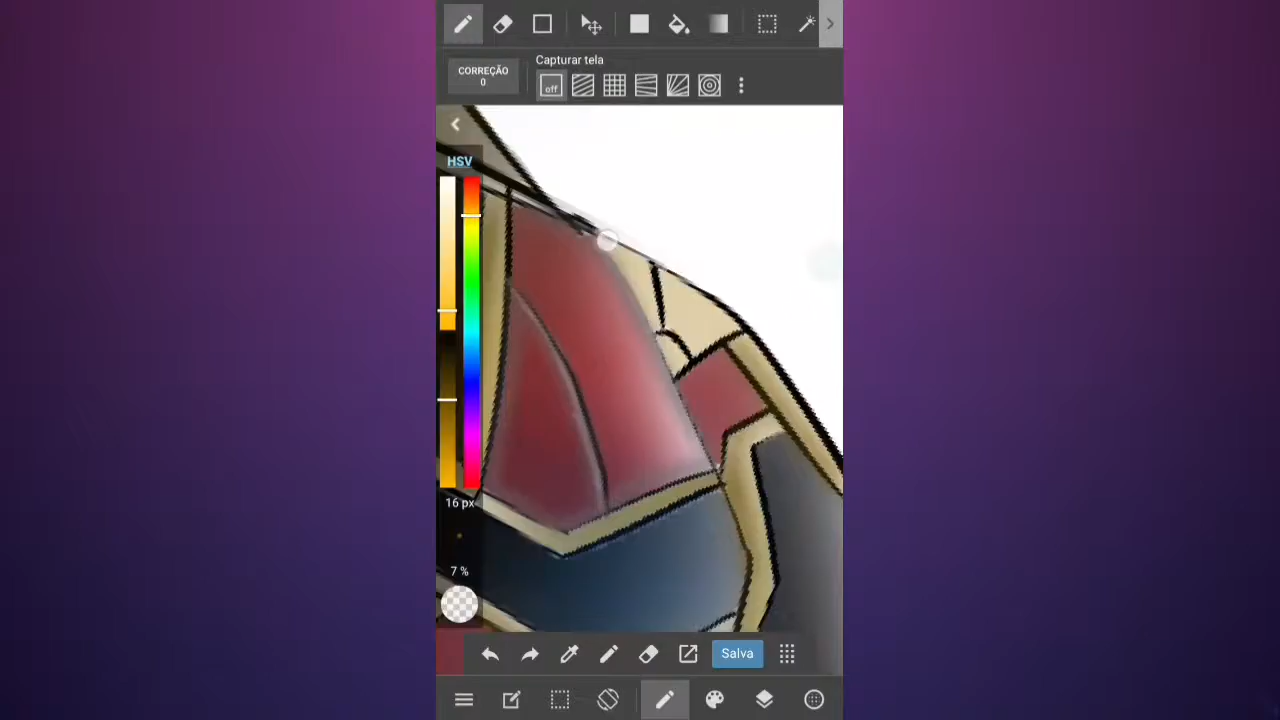 Capturar tela
CORREÇÃO
0
off
HSV
16 px
7 %
Salva